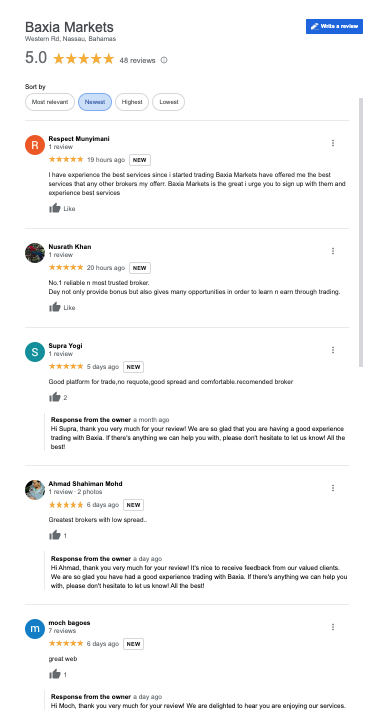 Baxia Markets
Western Rd, Nassau, Bahamas
Write a review
5.0 48 reviews
Sort by
Most relevant Newest Highest Lowest
R Respect Munyimani
1 review
19 hours ago NEW
I have experience the best services since i started trading Baxia Markets have offered me the best
services that any other brokers my offerr. Baxia Markets is the great i urge you to sign up with them and
experience best services
Like
Nusrath Khan
1 review
20 hours ago NEW
No.1 reliable n most trusted broker.
Dey not only provide bonus but also gives many opportunities in order to learn n earn through trading.
Like
S Supra Yogi
1 review
5 days ago NEW
Good platform for trade,no requote,good spread and comfortable.recomended broker
2
Response from the owner a month ago
Hi Supra, thank you very much for your review! We are so glad that you are having a good experience
trading with Baxia. If there's anything we can help you with, please don't hesitate to let us know! All the
best!
Ahmad Shahiman Mohd
1 review · 2 photos
6 days ago NEW
Greatest brokers with low spread..
1
Response from the owner a day ago
Hi Ahmad, thank you very much for your review! It's nice to receive feedback from our valued clients.
We are so glad you have had a good experience trading with Baxia. If there's anything we can help you
with, please don't hesitate to let us know! All the best!
m moch bagoes
7 reviews
6 days ago NEW
great web
1
Response from the owner a day ago
Hi Moch, thank you very much for your review! We are delighted to hear you are enjoying our services.